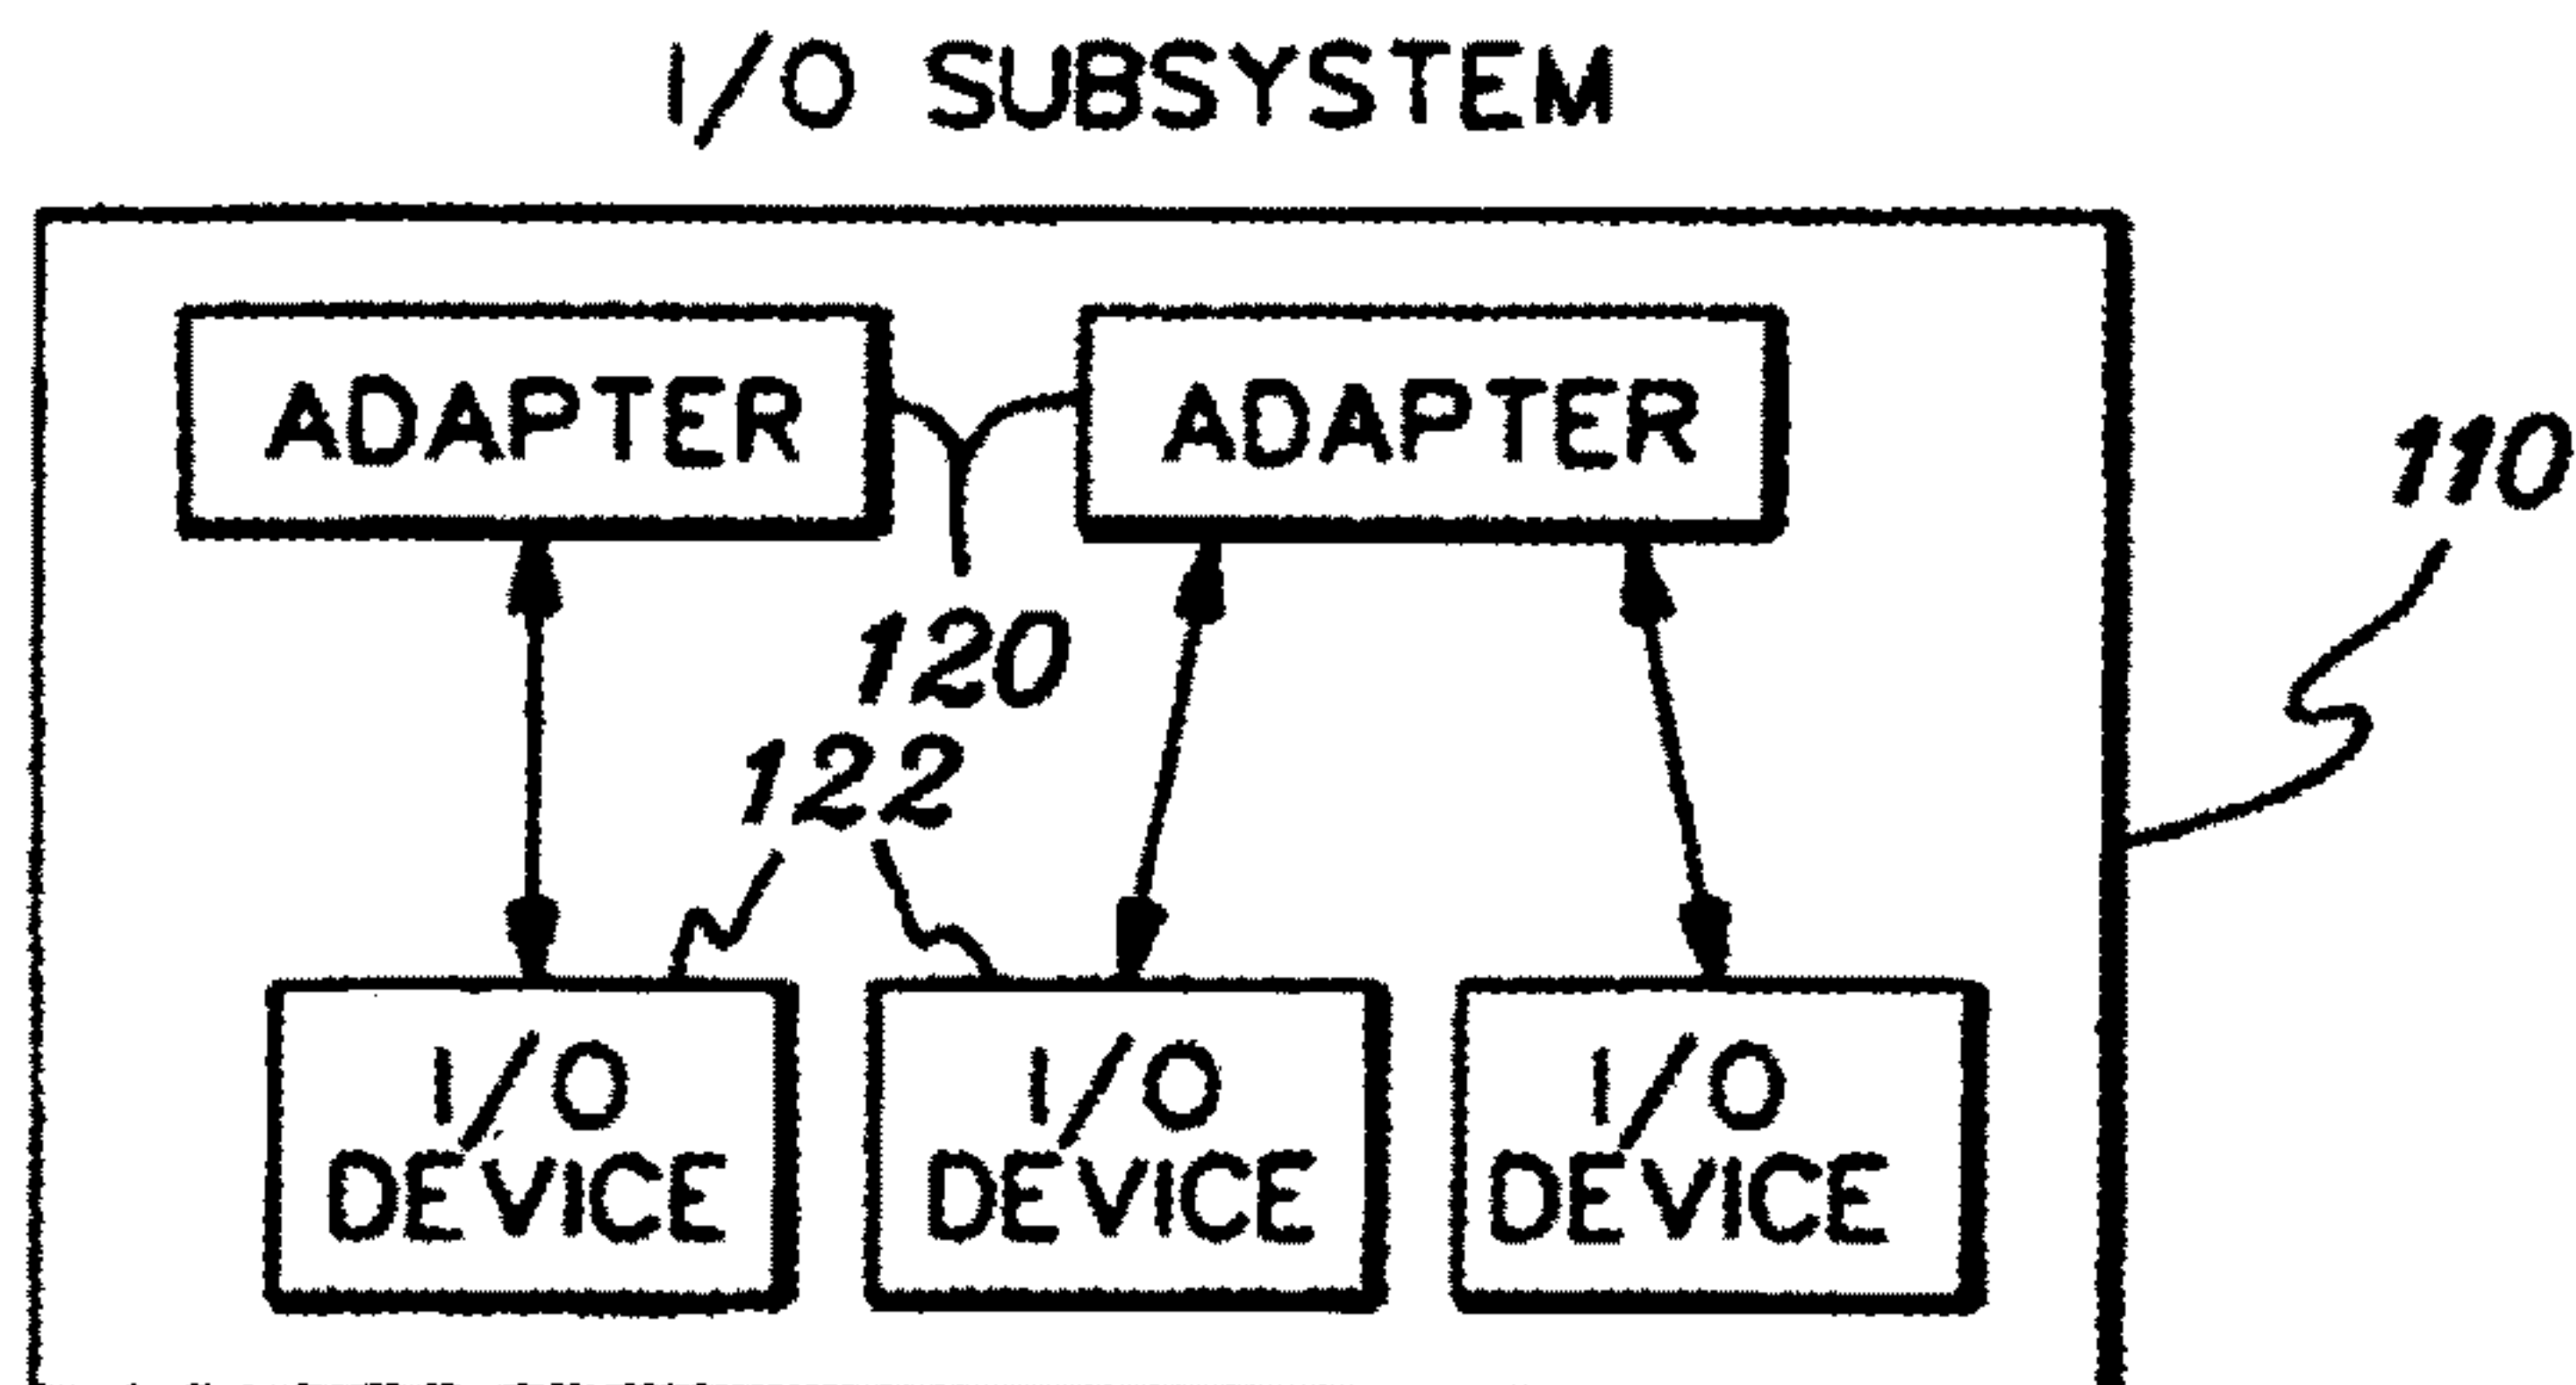 I/O SUBSYSTEM
ADAPTER
ADAPTER
110
120
122
I/O
DEVICE
I/O
DEVICE
I/O
DEVICE